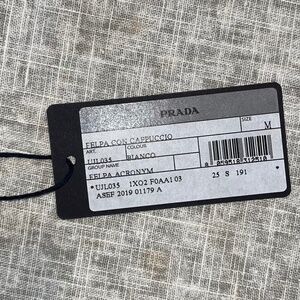 PRADA
FELPA CON CAPPUCCIO
SIZE
M
ART.
COLOUR
UJL035
BIANCO
GROUP NAME
FELPA ACRONYM
*UJL035 1XO2 F0AA1 03
25 S 191
ASEF 2019 01179 A